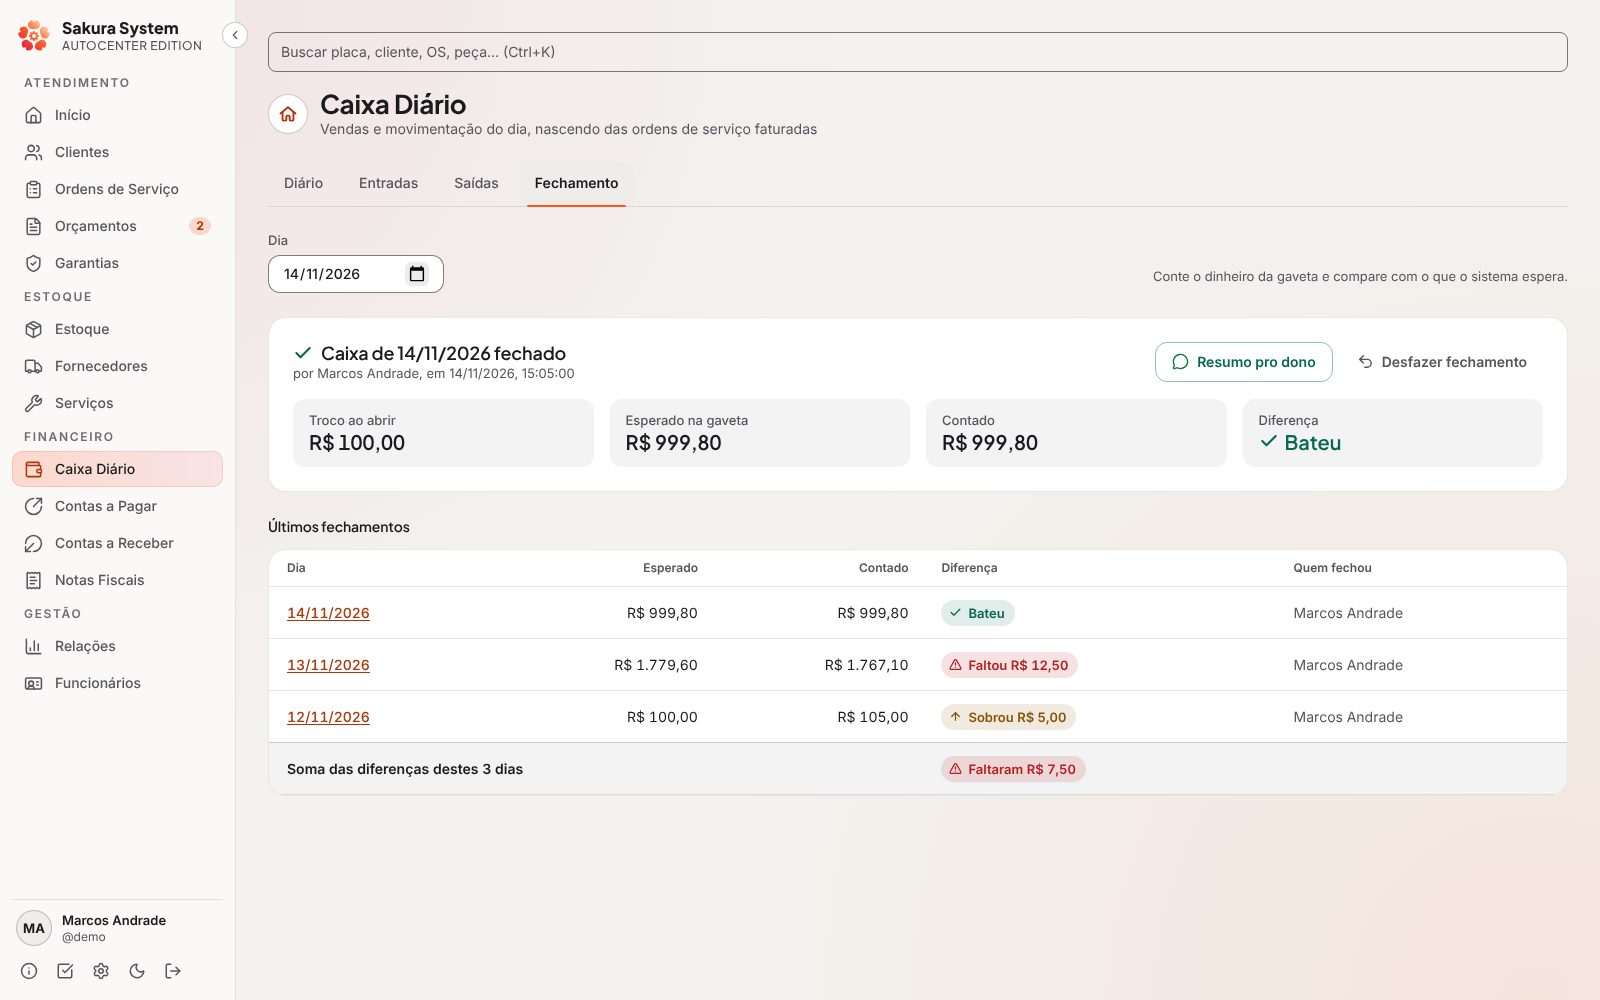 Sakura System
AUTOCENTER EDITION
ATENDIMENTO
Início
Clientes
Ordens de Serviço
Orçamentos 2
Garantias
ESTOQUE
Estoque
Fornecedores
Serviços
FINANCEIRO
Caixa Diário
Contas a Pagar
Contas a Receber
Notas Fiscais
GESTÃO
Relações
Funcionários
MA
Marcos Andrade
@demo
Buscar placa, cliente, OS, peça... (Ctrl+K)
Caixa Diário
Vendas e movimentação do dia, nascendo das ordens de serviço faturadas
Diário Entradas Saídas Fechamento
Dia
14/11/2026
Conte o dinheiro da gaveta e compare com o que o sistema espera.
Caixa de 14/11/2026 fechado
por Marcos Andrade, em 14/11/2026, 15:05:00
Resumo pro dono
Desfazer fechamento
Troco ao abrir
R$ 100,00
Esperado na gaveta
R$ 999,80
Contado
R$ 999,80
Diferença
Bateu
Últimos fechamentos
Dia Esperado Contado Diferença Quem fechou
14/11/2026 R$ 999,80 R$ 999,80 Bateu Marcos Andrade
13/11/2026 R$ 1.779,60 R$ 1.767,10 Faltou R$ 12,50 Marcos Andrade
12/11/2026 R$ 100,00 R$ 105,00 Sobrou R$ 5,00 Marcos Andrade
Soma das diferenças destes 3 dias Faltaram R$ 7,50